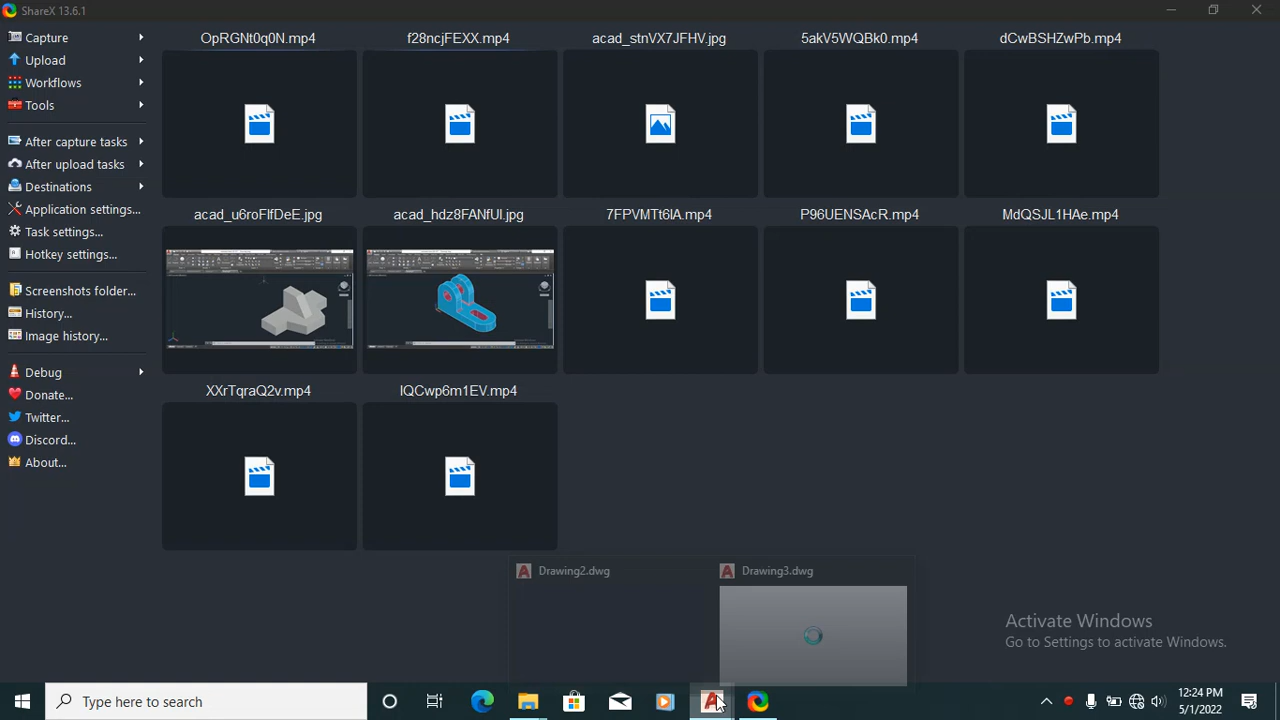 ShareX 13.6.1
Capture
Upload
Workflows
Tools
After capture tasks
After upload tasks
Destinations
Application settings...
Task settings...
Hotkey settings...
Screenshots folder...
History...
Image history...
Debug
Donate...
Twitter...
Discord...
About...
OpRGNt0q0N.mp4
f28ncjFEXX.mp4
acad_stnVX7JFHV.jpg
5akV5WQBk0.mp4
dCwBSHZwPb.mp4
acad_u6roFIfDeE.jpg
acad_hdz8FANfUl.jpg
7FPVMTt6lA.mp4
P96UENSAcR.mp4
MdQSJL1HAe.mp4
XXrTqraQ2v.mp4
lQCwp6m1EV.mp4
Drawing2.dwg
Drawing3.dwg
Activate Windows
Go to Settings to activate Windows.
Type here to search
12:24 PM
5/1/2022